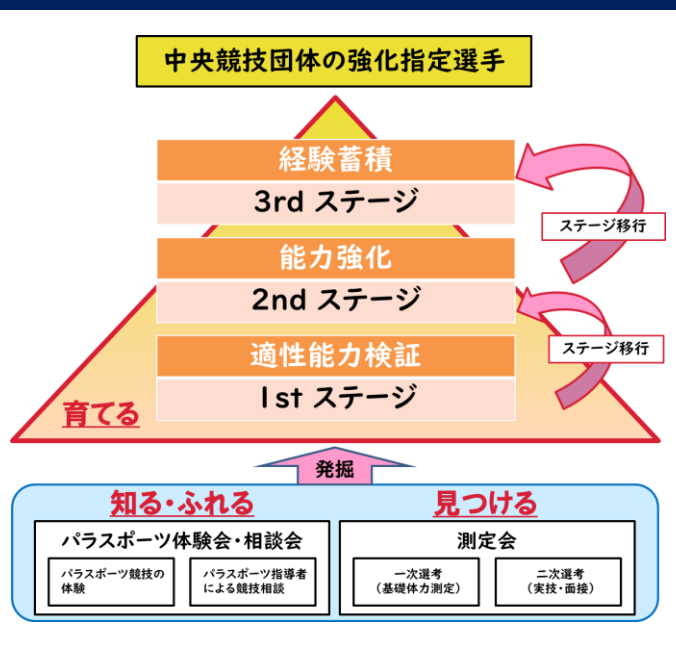 中央競技団体の強化指定選手
経験蓄積
3rd ステージ
ステージ移行
能力強化
2nd ステージ
ステージ移行
適性能力検証
1st ステージ
育てる
発掘
知る・ふれる
見つける
パラスポーツ体験会・相談会
測定会
パラスポーツ競技の
体験
パラスポーツ指導者
による競技相談
一次選考
(基礎体力測定)
二次選考
(実技・面接)